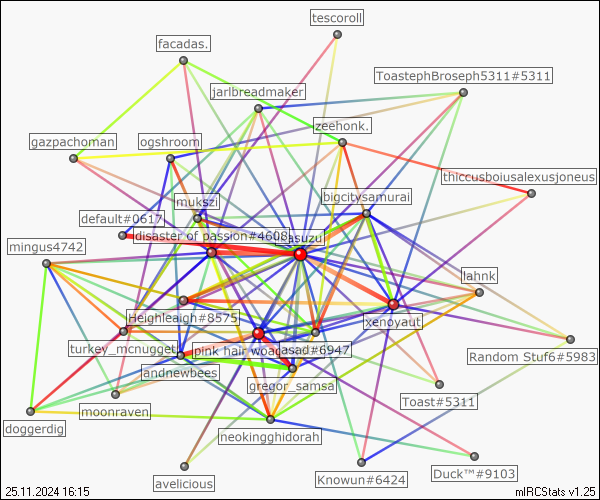 tescoroll
facadas.
ToastephBroseph5311#5311
jarlbreadmaker
zeehonk.
gazpachoman
ogshroom
thiccusboiusalexusjoneus
mukszi
bigcitysamurai
default#0617
disaster of passion#4608
asuzu
mingus4742
lahnk
Heighleaigh#8575
xenoyaut
turkey_mcnugget
pink hair woa
asad#6947
Random Stuf6#5983
andnewbees
gregor_samsa
Toast#5311
moonraven
doggerdig
neokingghidorah
avelicious
Knowun#6424
Duck™#9103
25.11.2024 16:15
mIRCStats v1.25